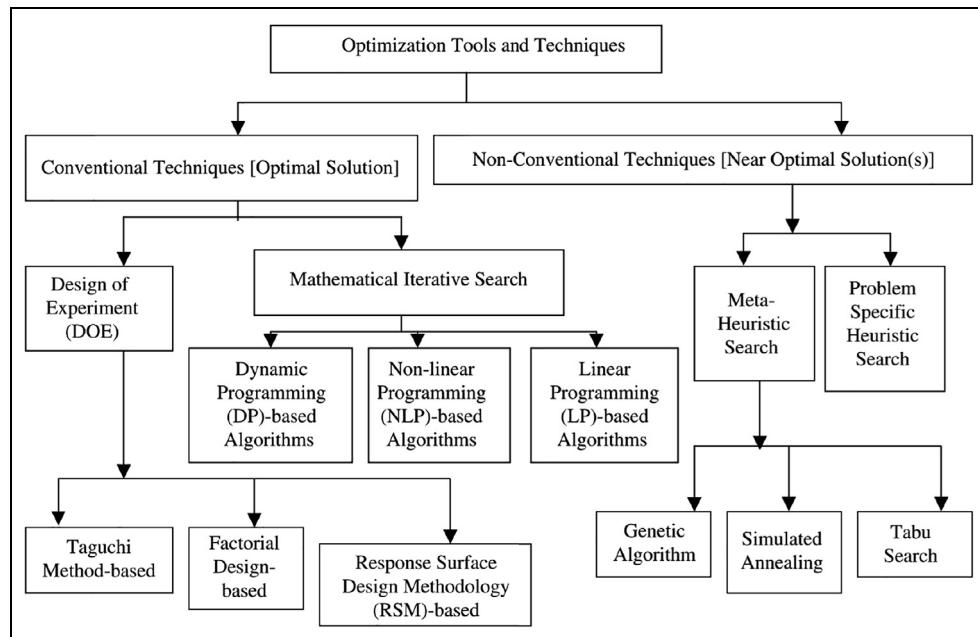 Optimization Tools and Techniques
Conventional Techniques [Optimal Solution]
Non-Conventional Techniques [Near Optimal Solution(s)]
Design of
Experiment
(DOE)
Mathematical Iterative Search
Meta-
Heuristic
Search
Problem
Specific
Heuristic
Search
Dynamic
Programming
(DP)-based
Algorithms
Non-linear
Programming
(NLP)-based
Algorithms
Linear
Programming
(LP)-based
Algorithms
Taguchi
Method-based
Factorial
Design-
based
Response Surface
Design Methodology
(RSM)-based
Genetic
Algorithm
Simulated
Annealing
Tabu
Search